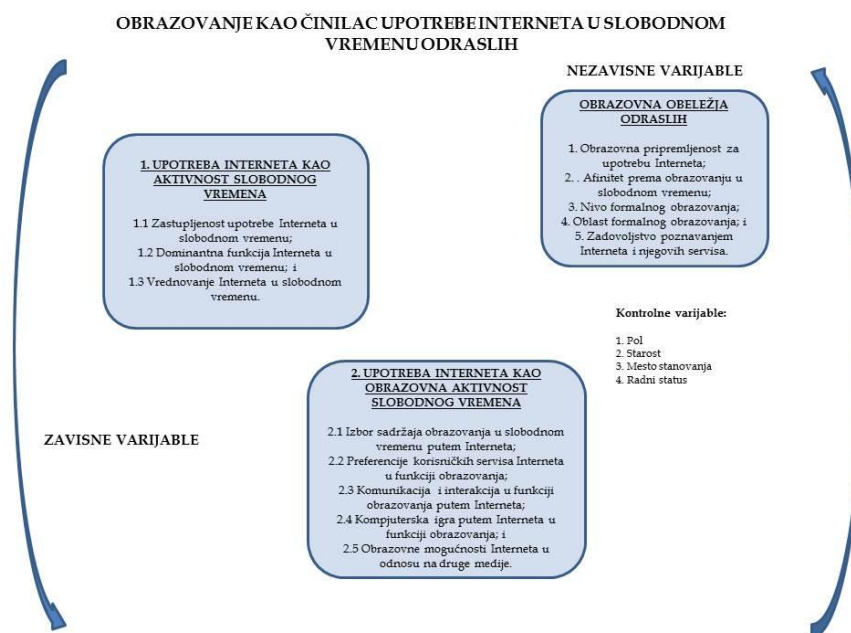 OBRAZOVANJE KAO ČINILAC UPOTREBE INTERNETA U SLOBODNOM
VREMENU ODRASLIH
NEZAVISNE VARIJABLE
OBRAZOVNA OBELEŽJA
ODRASLIH
1. Obrazovna pripremljenost za
upotrebu Interneta;
2. . Afinitet prema obrazovanju u
slobodnom vremenu;
3. Nivo formalnog obrazovanja;
4. Oblast formalnog obrazovanja; i
5. Zadovoljstvo poznavanjem
Interneta i njegovih servisa.
1. UPOTREBA INTERNETA KAO
AKTIVNOST SLOBODNOG
VREMENA
1.1 Zastupljenost upotrebe Interneta u
slobodnom vremenu;
1.2 Dominantna funkcija Interneta u
slobodnom vremenu; i
1.3 Vrednovanje Interneta u slobodnom
vremenu.
Kontrolne varijable:
1. Pol
2. Starost
3. Mesto stanovanja
4. Radni status
2. UPOTREBA INTERNETA KAO
OBRAZOVNA AKTIVNOST
SLOBODNOG VREMENA
2.1 Izbor sadržaja obrazovanja u slobodnom
vremenu putem Interneta;
2.2 Preferencije korisničkih servisa Interneta
u funkciji obrazovanja;
2.3 Komunikacija i interakcija u funkciji
obrazovanja putem Interneta;
2.4 Kompjuterska igra putem Interneta u
funkciji obrazovanja; i
2.5 Obrazovne mogućnosti Interneta u
odnosu na druge medije.
ZAVISNE VARIJABLE